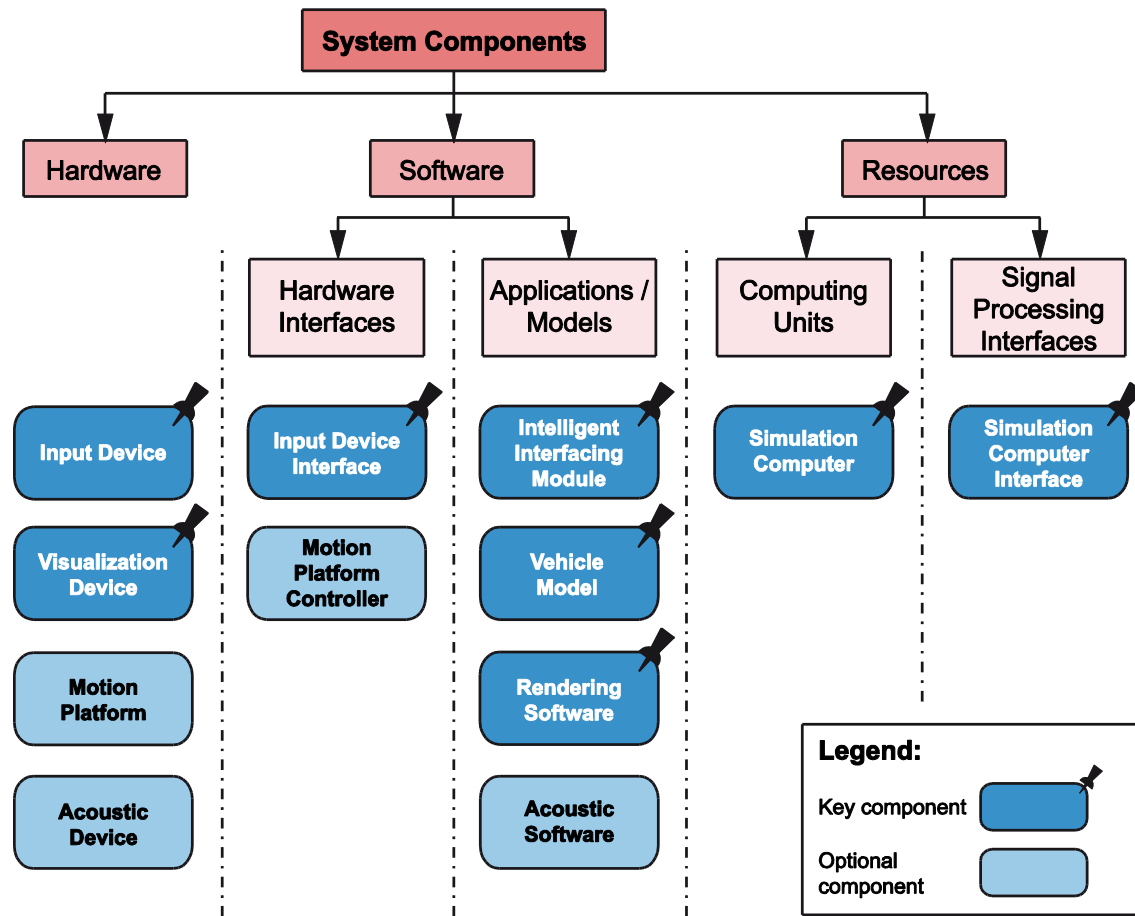 System Components
Hardware
Software
Resources
Hardware
Interfaces
Applications /
Models
Computing
Units
Signal
Processing
Interfaces
Input Device
Input Device
Interface
Intelligent
Interfacing
Module
Simulation
Computer
Simulation
Computer
Interface
Visualization
Device
Motion
Platform
Controller
Vehicle
Model
Motion
Platform
Rendering
Software
Acoustic
Device
Acoustic
Software
Legend:
Key component
Optional
component